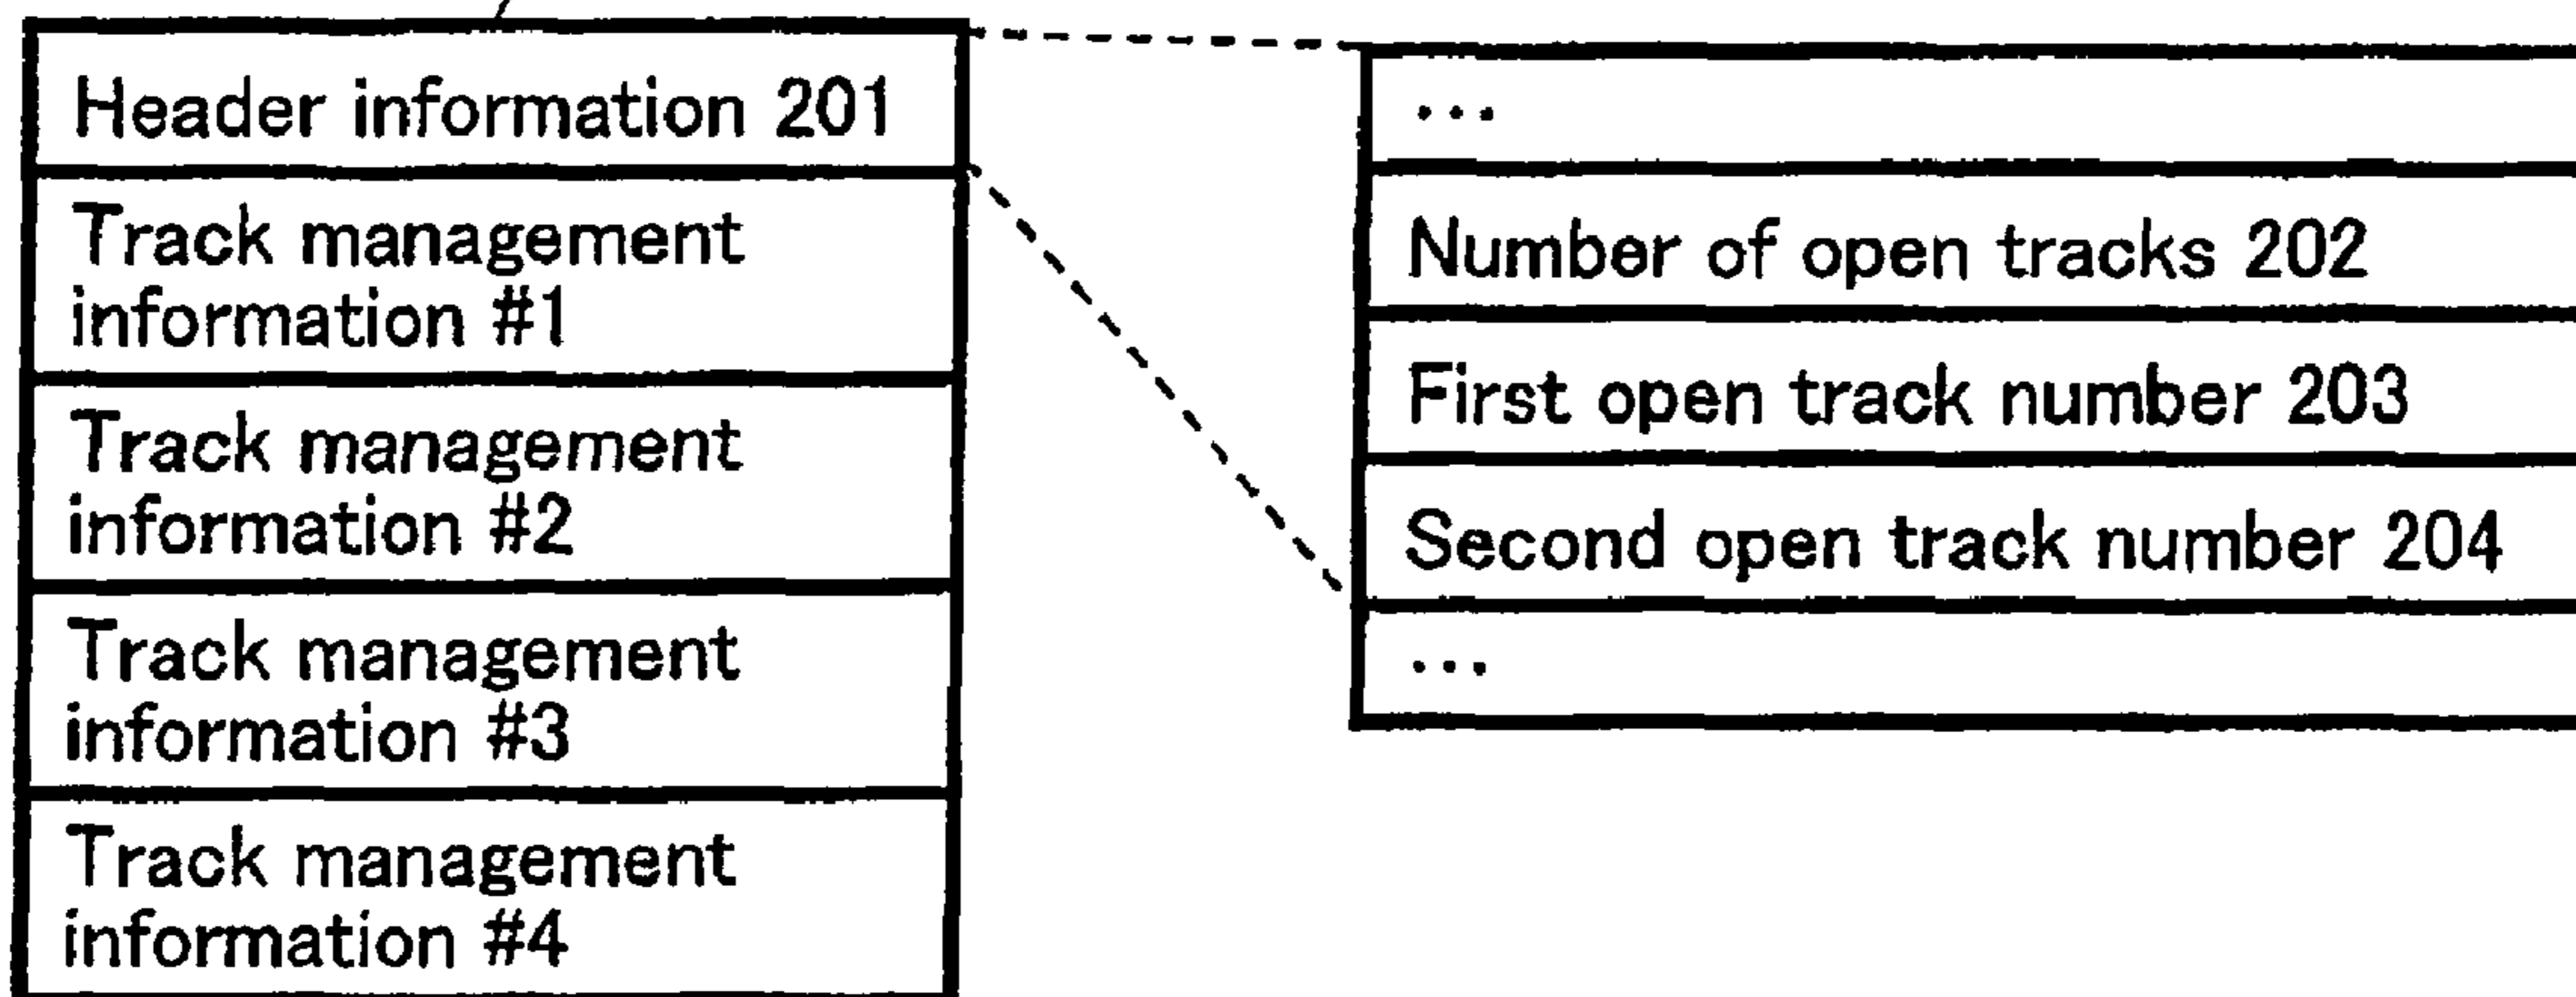 Header information 201
Track management
information #1
Track management
information #2
Track management
information #3
Track management
information #4
...
Number of open tracks 202
First open track number 203
Second open track number 204
...